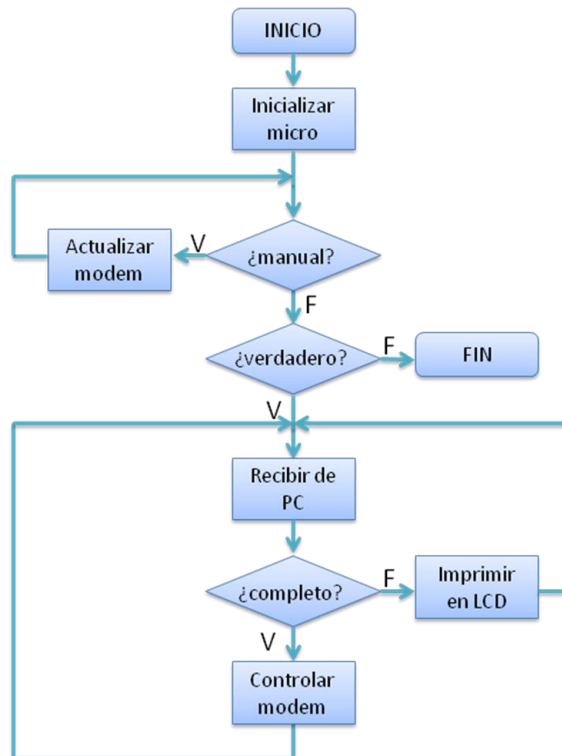 INICIO
Inicializar
micro
Actualizar
modem
V
¿manual?
F
¿verdadero?
F
FIN
V
Recibir de
PC
¿completo?
F
Imprimir
en LCD
V
Controlar
modem